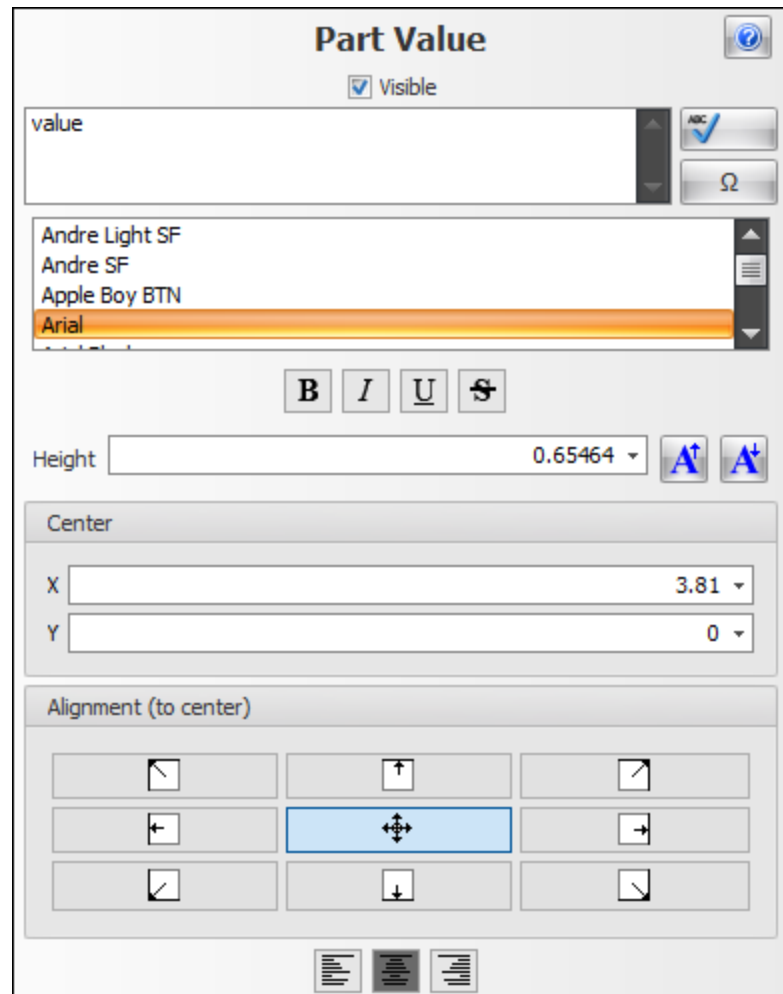 Part Value
Visible
value
ABC
Ω
Andre Light SF
Andre SF
Apple Boy BTN
Arial
B I U S
Height 0.65464 A A
Center
X 3.81
Y 0
Alignment (to center)